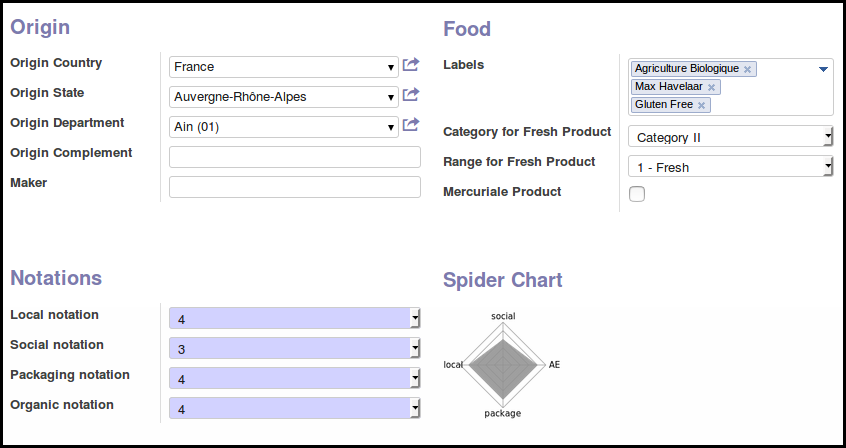 Origin
Origin Country
France
Origin State
Auvergne-Rhône-Alpes
Origin Department
Ain (01)
Origin Complement
Maker
Food
Labels
Agriculture Biologique ×
Max Havelaar ×
Gluten Free ×
Category for Fresh Product
Category II
Range for Fresh Product
1 - Fresh
Mercuriale Product
Notations
Local notation
4
Social notation
3
Packaging notation
4
Organic notation
4
Spider Chart
social
local
AE
package